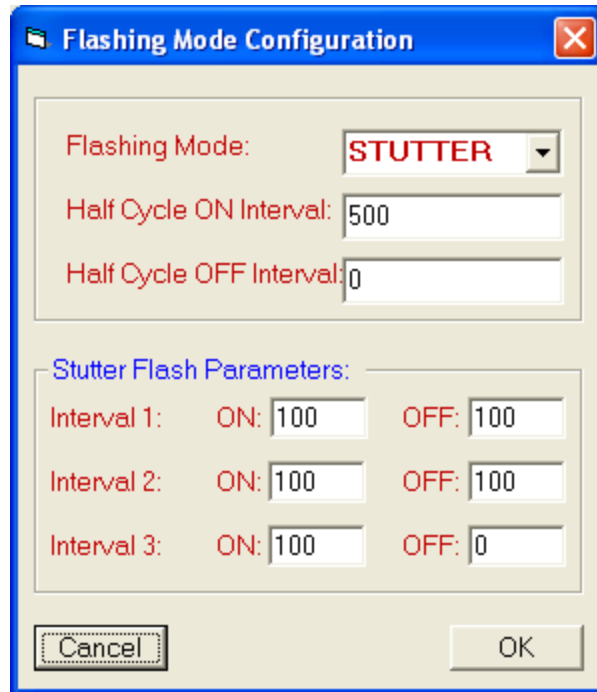 Flashing Mode Configuration
Flashing Mode: STUTTER
Half Cycle ON Interval: 500
Half Cycle OFF Interval: 0
Stutter Flash Parameters:
Interval 1: ON: 100 OFF: 100
Interval 2: ON: 100 OFF: 100
Interval 3: ON: 100 OFF: 0
Cancel OK